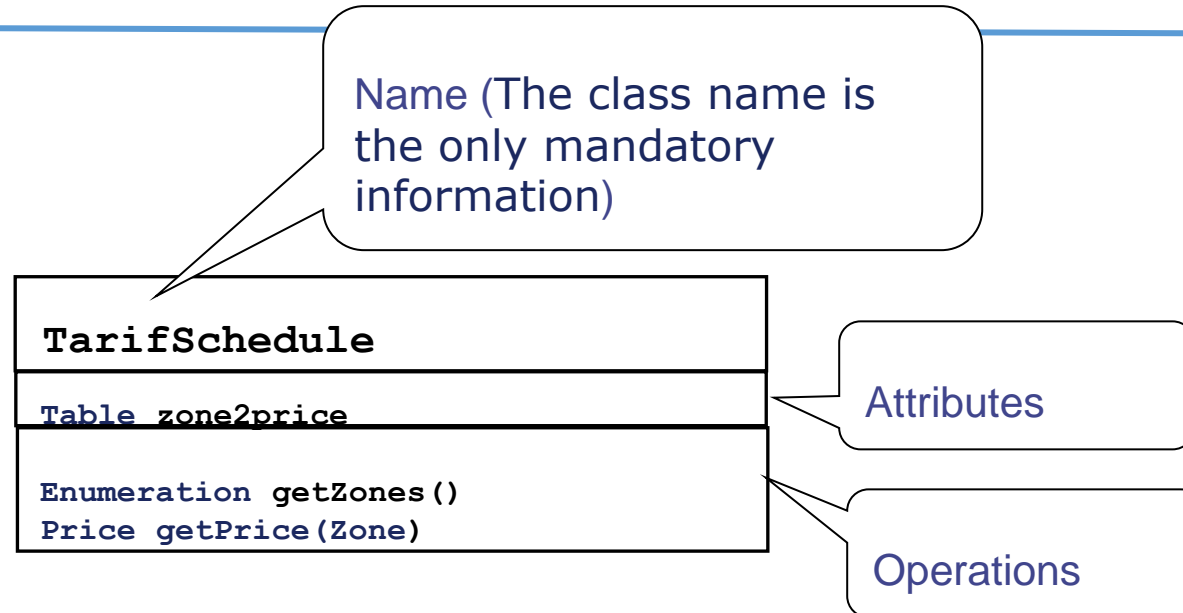 Name (The class name is
the only mandatory
information)
TarifSchedule
Table zone2price
Attributes
Enumeration getZones()
Price getPrice(Zone)
Operations